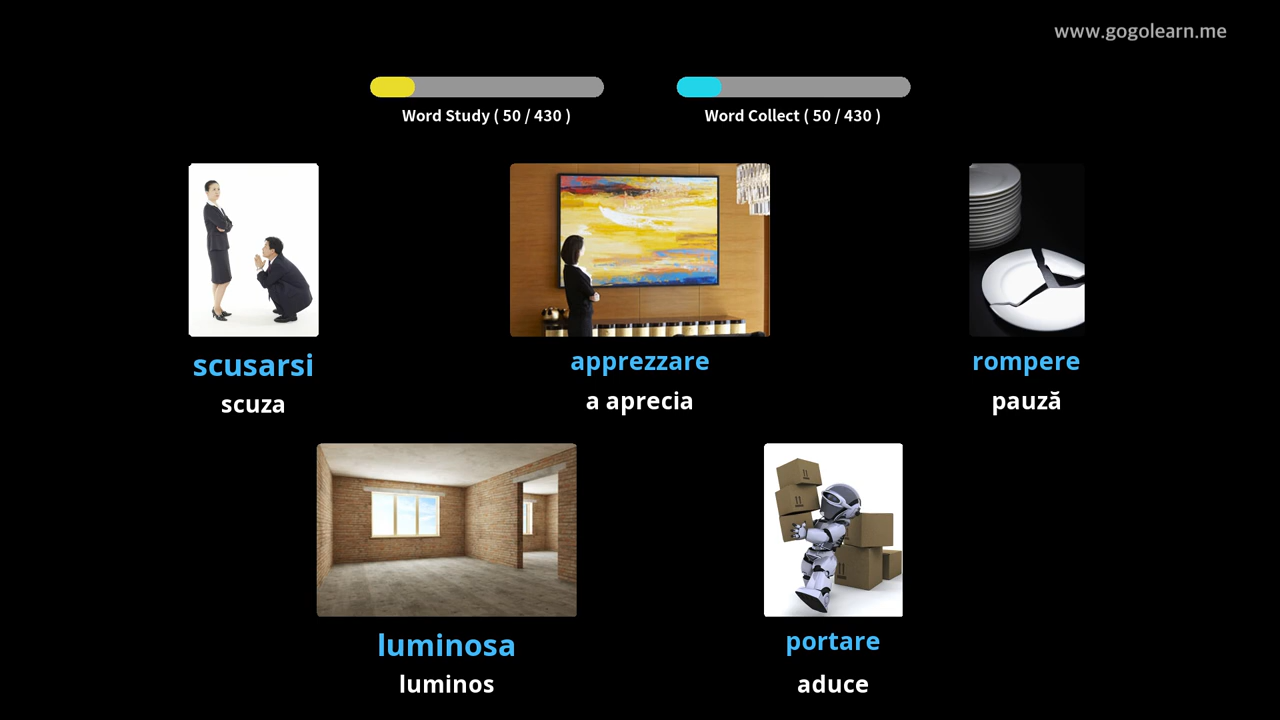 www.gogolearn.me
Word Study ( 50 / 430 )
Word Collect ( 50 / 430 )
scusarsi
scuza
apprezzare
a aprecia
rompere
pauză
luminosa
luminos
portare
aduce